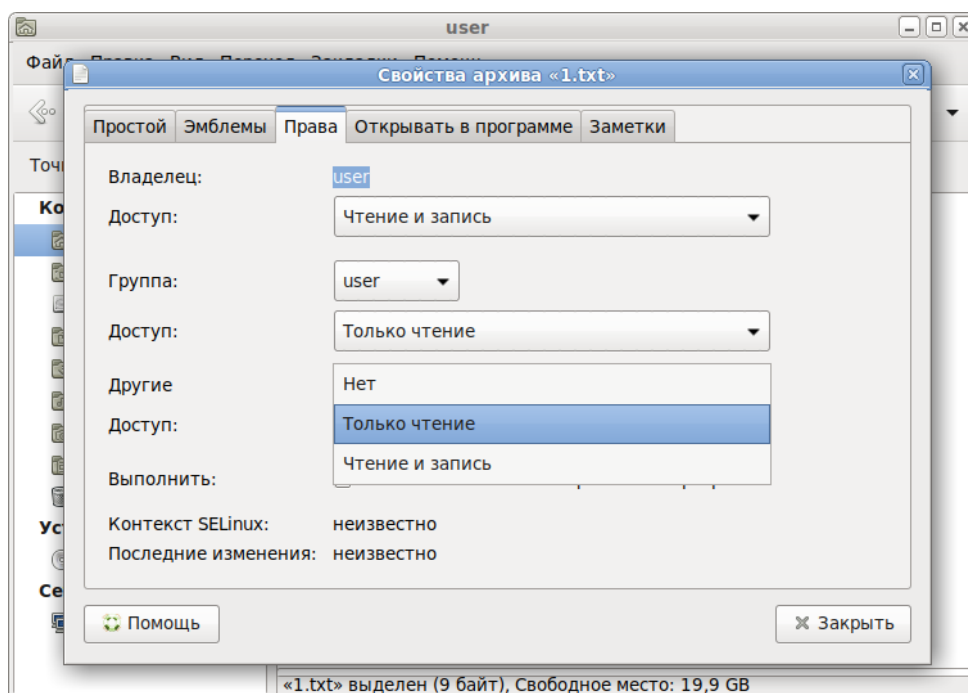 user
Файл
Свойства архива «1.txt»
Простой Эмблемы Права Открывать в программе Заметки
Владелец: user
Доступ: Чтение и запись
Группа: user
Доступ: Только чтение
Другие
Нет
Доступ: Только чтение
Чтение и запись
Выполнить:
Контекст SELinux: неизвестно
Последние изменения: неизвестно
Помощь Закрыть
«1.txt» выделен (9 байт), Свободное место: 19,9 GB